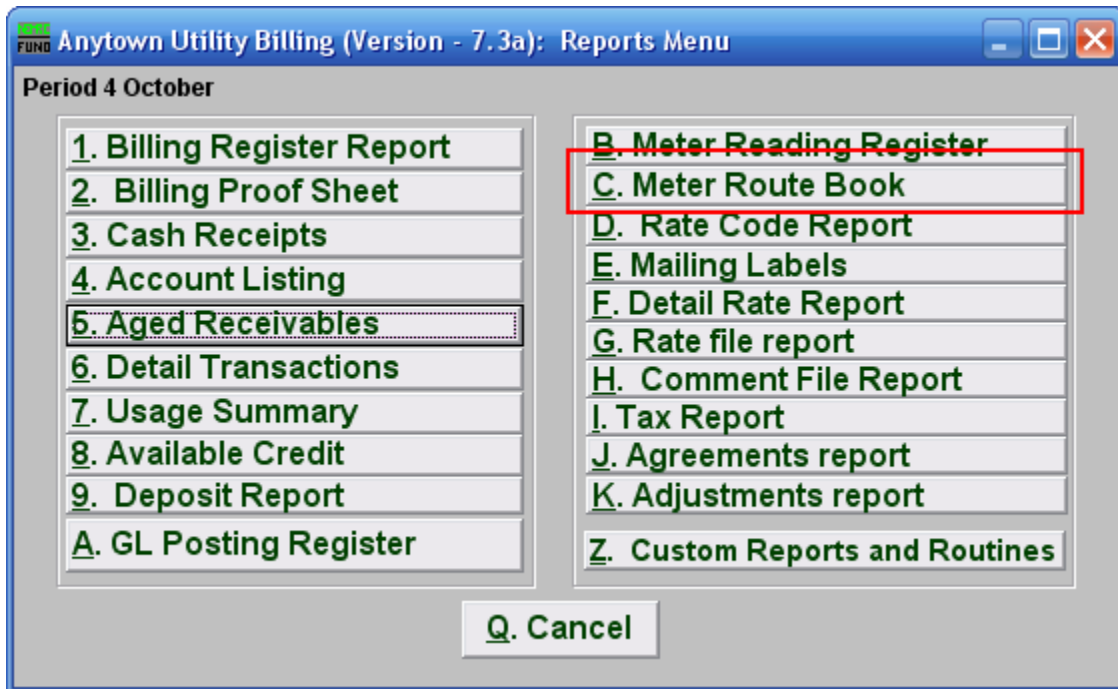 FUND Anytown Utility Billing (Version - 7.3a): Reports Menu
Period 4 October
1. Billing Register Report
2. Billing Proof Sheet
3. Cash Receipts
4. Account Listing
5. Aged Receivables
6. Detail Transactions
7. Usage Summary
8. Available Credit
9. Deposit Report
A. GL Posting Register
B. Meter Reading Register
C. Meter Route Book
D. Rate Code Report
E. Mailing Labels
F. Detail Rate Report
G. Rate file report
H. Comment File Report
I. Tax Report
J. Agreements report
K. Adjustments report
Z. Custom Reports and Routines
Q. Cancel